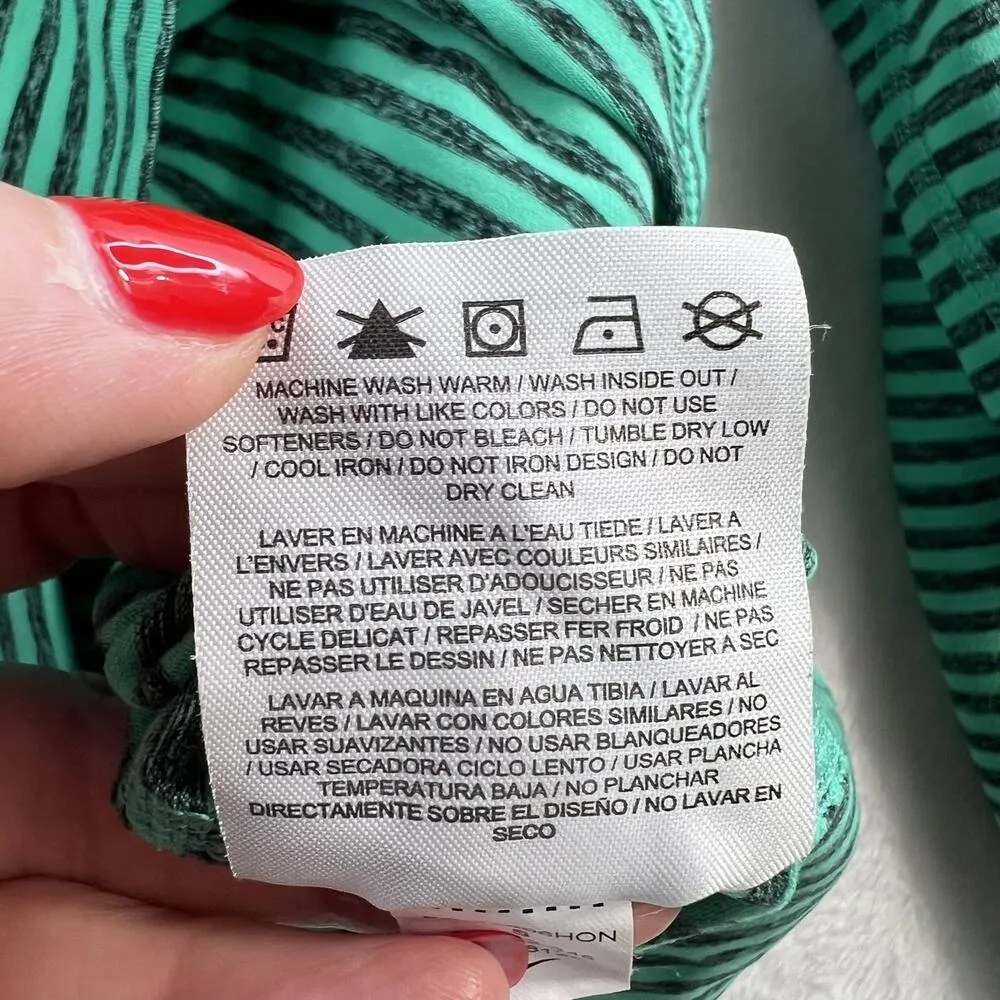 C
MACHINE WASH WARM / WASH INSIDE OUT /
WASH WITH LIKE COLORS / DO NOT USE
SOFTENERS / DO NOT BLEACH / TUMBLE DRY LOW
/ COOL IRON / DO NOT IRON DESIGN / DO NOT
DRY CLEAN
LAVER EN MACHINE A L'EAU TIEDE / LAVER A
L'ENVERS / LAVER AVEC COULEURS SIMILAIRES /
NE PAS UTILISER D'ADOUCISSEUR / NE PAS
UTILISER D'EAU DE JAVEL / SECHER EN MACHINE
CYCLE DELICAT / REPASSER FER FROID / NE PAS
REPASSER LE DESSIN / NE PAS NETTOYER A SEC
LAVAR A MAQUINA EN AGUA TIBIA / LAVAR AL
REVES / LAVAR CON COLORES SIMILARES / NO
USAR SUAVIZANTES / NO USAR BLANQUEADORES
/ USAR SECADORA CICLO LENTO / USAR PLANCHA
TEMPERATURA BAJA / NO PLANCHAR
DIRECTAMENTE SOBRE EL DISEÑO / NO LAVAR EN
SECO